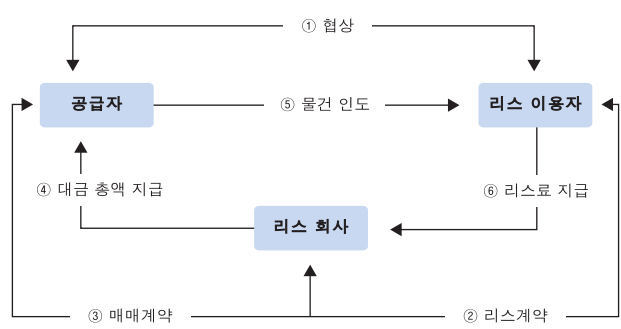 ① 협상
공급자
⑤ 물건 인도
리스 이용자
④ 대금 총액 지급
⑥ 리스료 지급
리스 회사
③ 매매계약
② 리스계약